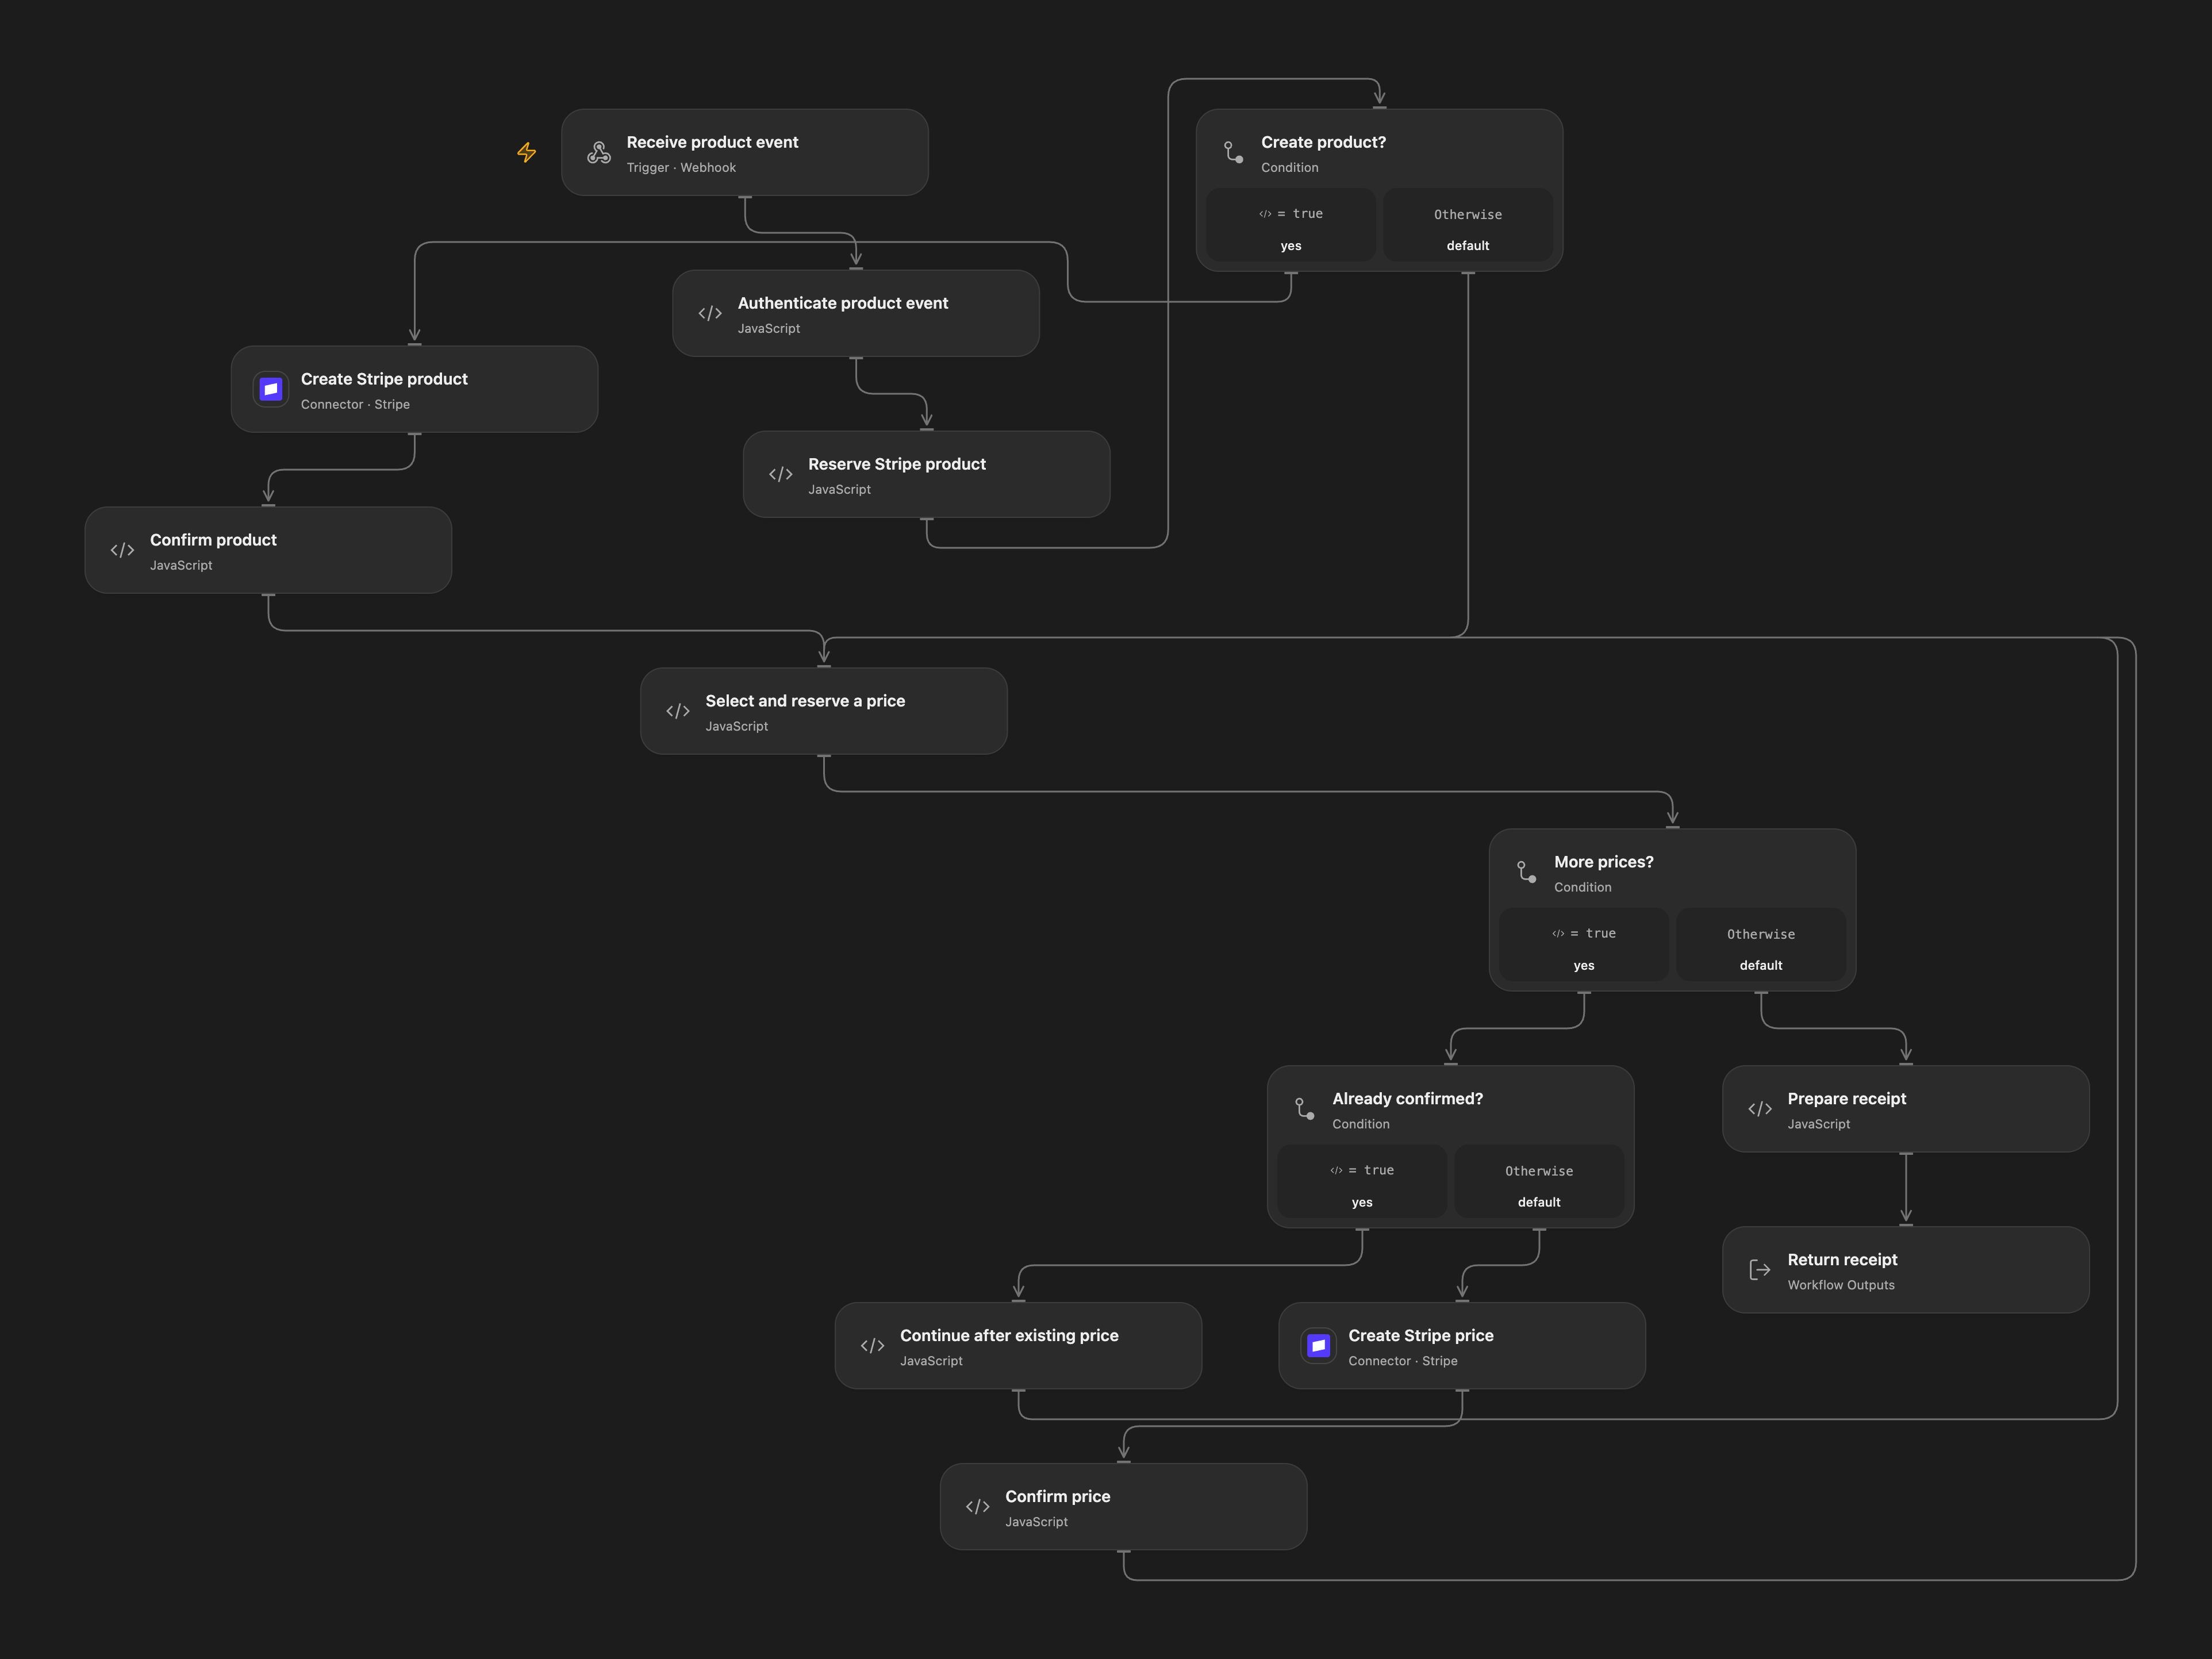 Receive product event
Trigger · Webhook
Create product?
Condition
</> = true
Otherwise
yes
default
Authenticate product event
JavaScript
Create Stripe product
Connector · Stripe
Reserve Stripe product
JavaScript
Confirm product
JavaScript
Select and reserve a price
JavaScript
More prices?
Condition
</> = true
Otherwise
yes
default
Already confirmed?
Condition
</> = true
Otherwise
yes
default
Prepare receipt
JavaScript
Return receipt
Workflow Outputs
Continue after existing price
JavaScript
Create Stripe price
Connector · Stripe
Confirm price
JavaScript